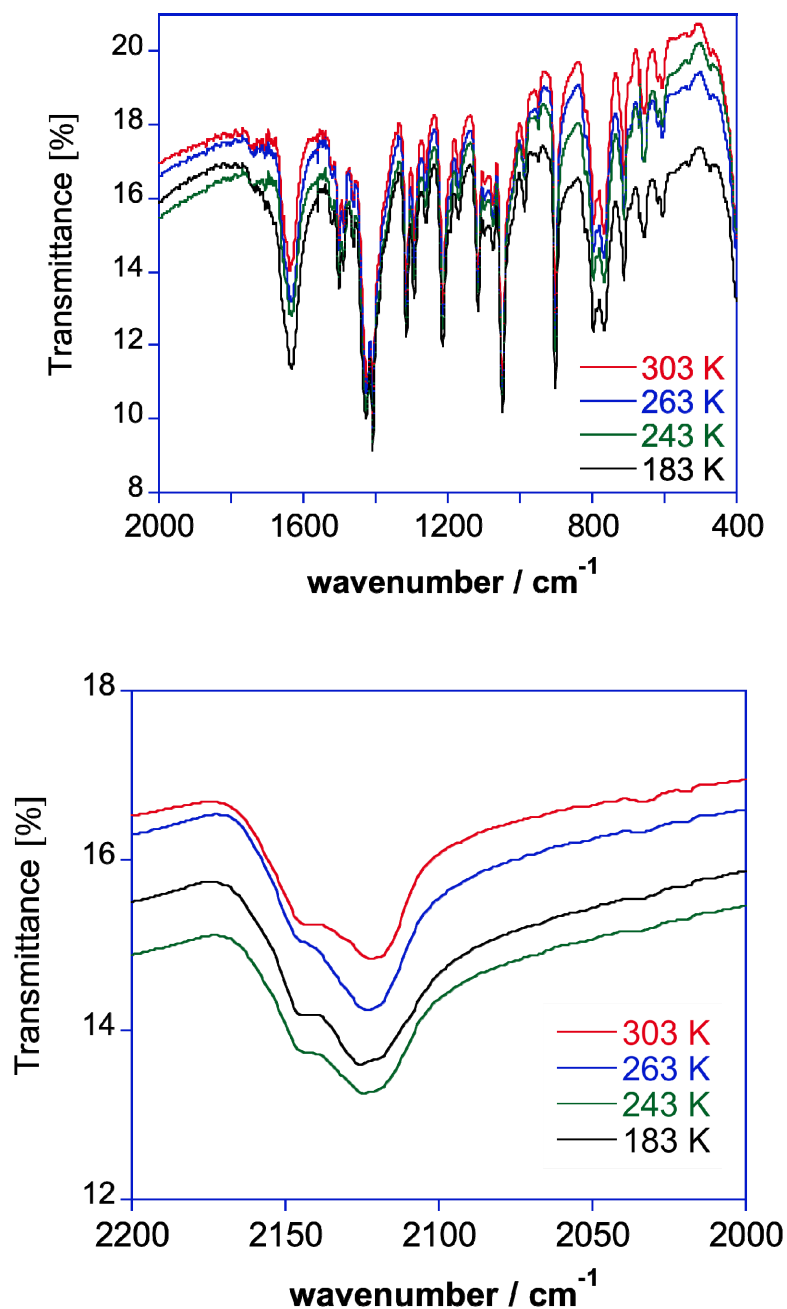 Transmittance [%]
20
18
16
14
12
10
8
303 K
263 K
243 K
183 K
2000 1600 1200 800 400
wavenumber / cm⁻¹
Transmittance [%]
18
16
14
12
303 K
263 K
243 K
183 K
2200 2150 2100 2050 2000
wavenumber / cm⁻¹